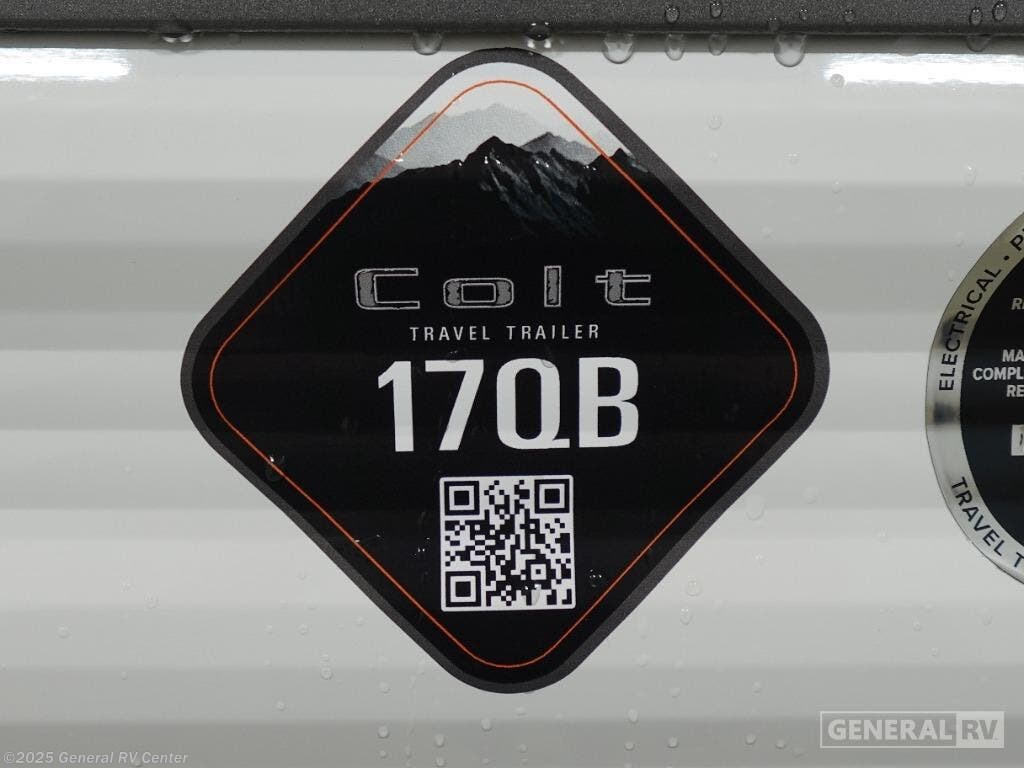 Colt
TRAVEL TRAILER
17QB
ELECTRICAL
MA
COMPL
RE
TRAVEL T
GENERAL RV
©2025 General RV Center